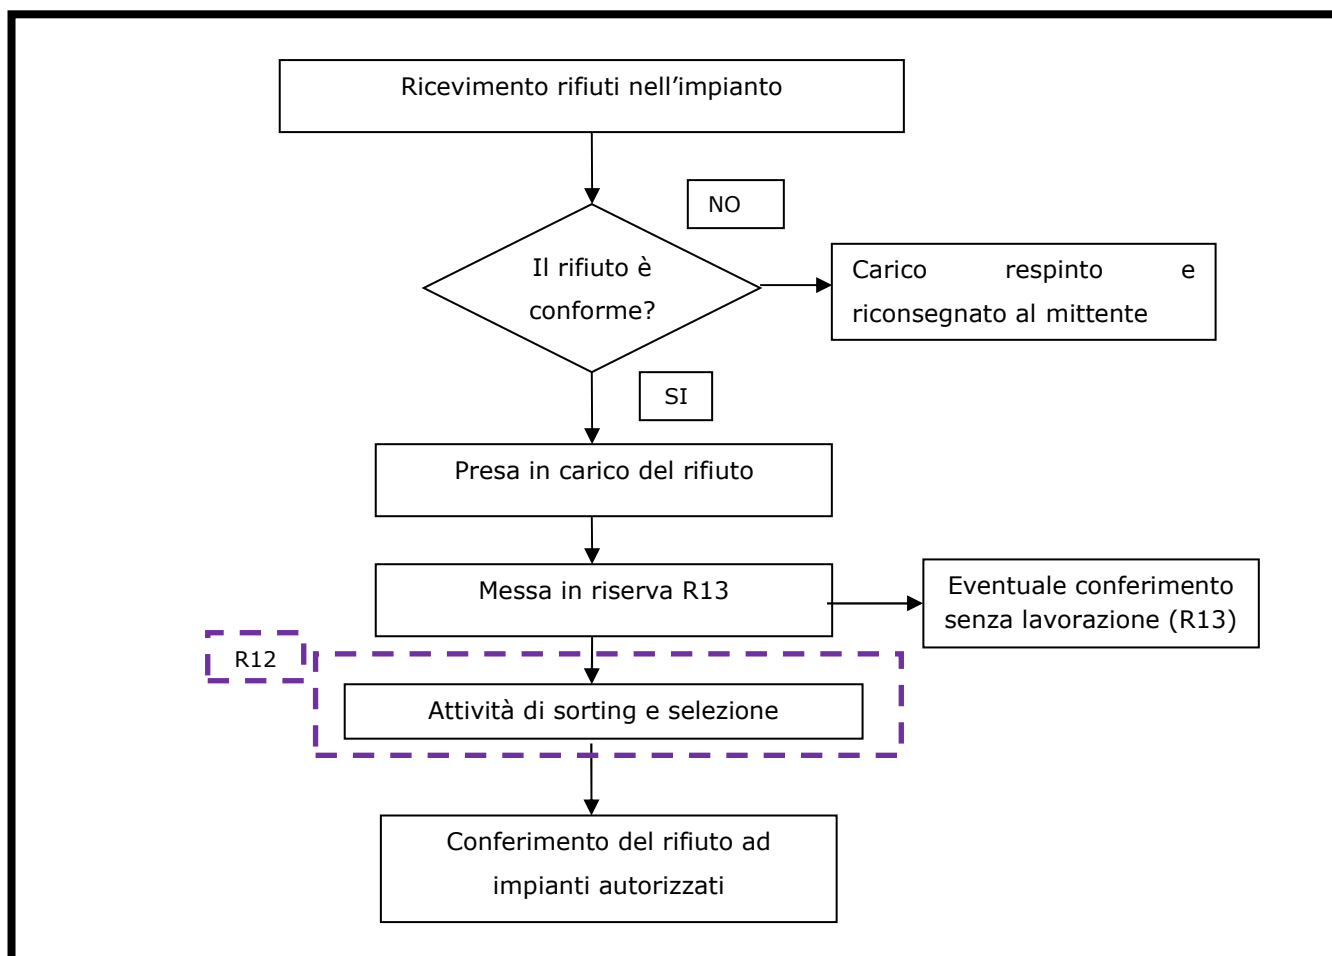 Ricevimento rifiuti nell'impianto
NO
Il rifiuto è
conforme?
Carico respinto e
riconsegnato al mittente
SI
Presa in carico del rifiuto
Messa in riserva R13
Eventuale conferimento
senza lavorazione (R13)
R12
Attività di sorting e selezione
Conferimento del rifiuto ad
impianti autorizzati